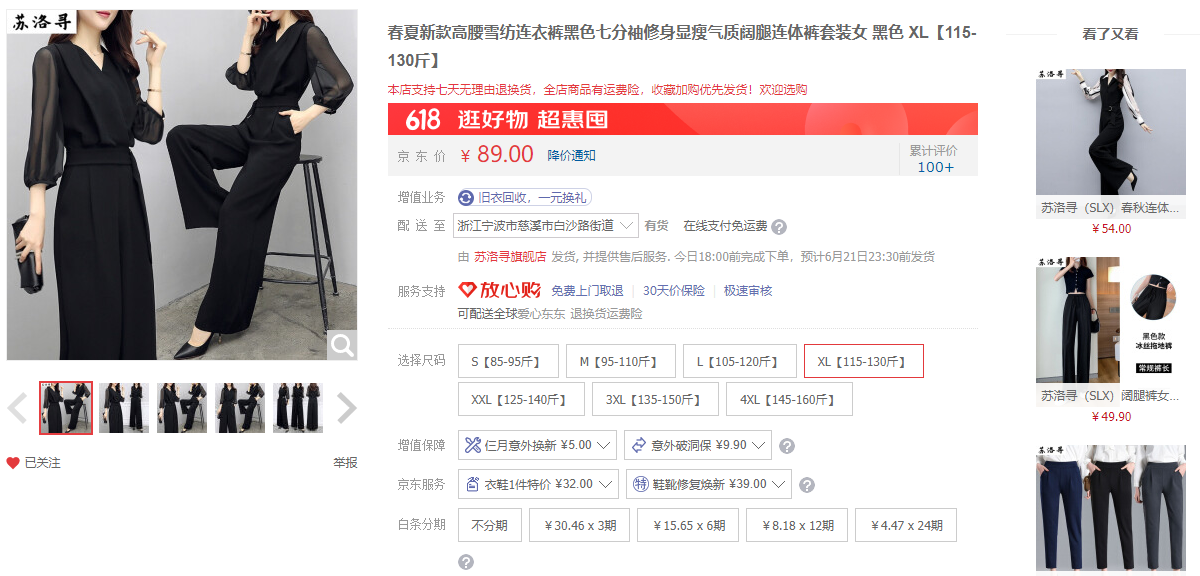 苏洛寻
春夏新款高腰雪纺连衣裤黑色七分袖修身显瘦气质阔腿连体裤套装女 黑色 XL【115-
130斤】
本店支持七天无理由退换货，全店商品有运费险，收藏加购优先发货！欢迎选购
618 逛好物 超惠囤
京东价 ￥89.00 降价通知
累计评价
100+
增值业务 旧衣回收，一元换礼
配送至 浙江宁波市慈溪市白沙路街道 有货 在线支付免运费 ?
由 苏洛寻旗舰店 发货, 并提供售后服务. 今日18:00前完成下单，预计6月21日23:30前发货
服务支持 放心购 免费上门取退 30天价保险 极速审核
可配送全球爱心东东 退换货运费险
选择尺码 S【85-95斤】 M【95-110斤】 L【105-120斤】 XL【115-130斤】
XXL【125-140斤】 3XL【135-150斤】 4XL【145-160斤】
增值保障 仨月意外换新 ¥5.00 意外破洞保 ¥9.90 ?
京东服务 衣鞋1件特价 ¥32.00 特 鞋靴修复焕新 ¥39.00 ?
白条分期 不分期 ￥30.46 x 3期 ￥15.65 x 6期 ￥8.18 x 12期 ￥4.47 x 24期
?
已关注 举报
看了又看
苏洛寻
苏洛寻（SLX）春秋连体...
￥54.00
苏洛寻
黑色款
冰丝拖地裤
常规裤长
苏洛寻（SLX）阔腿裤女...
￥49.90
苏洛寻